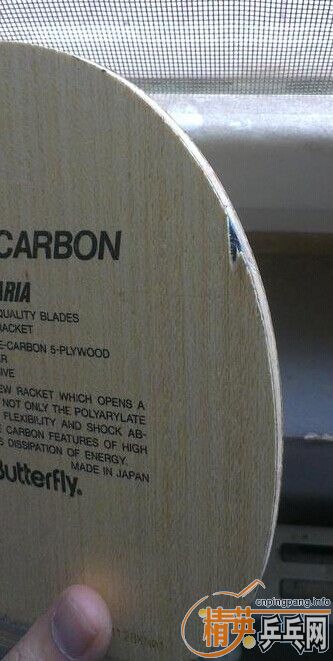 CARBON
ARIA
QUALITY BLADES
RACKET
E-CARBON 5-PLYWOOD
AR
SIVE
EW RACKET WHICH OPENS A
NOT ONLY THE POLYARYLATE
FLEXIBILITY AND SHOCK AB-
E CARBON FEATURES OF HIGH
S DISSIPATION OF ENERGY.
MADE IN JAPAN
Butterfly.
cnpingpang.info
精英乒乓网